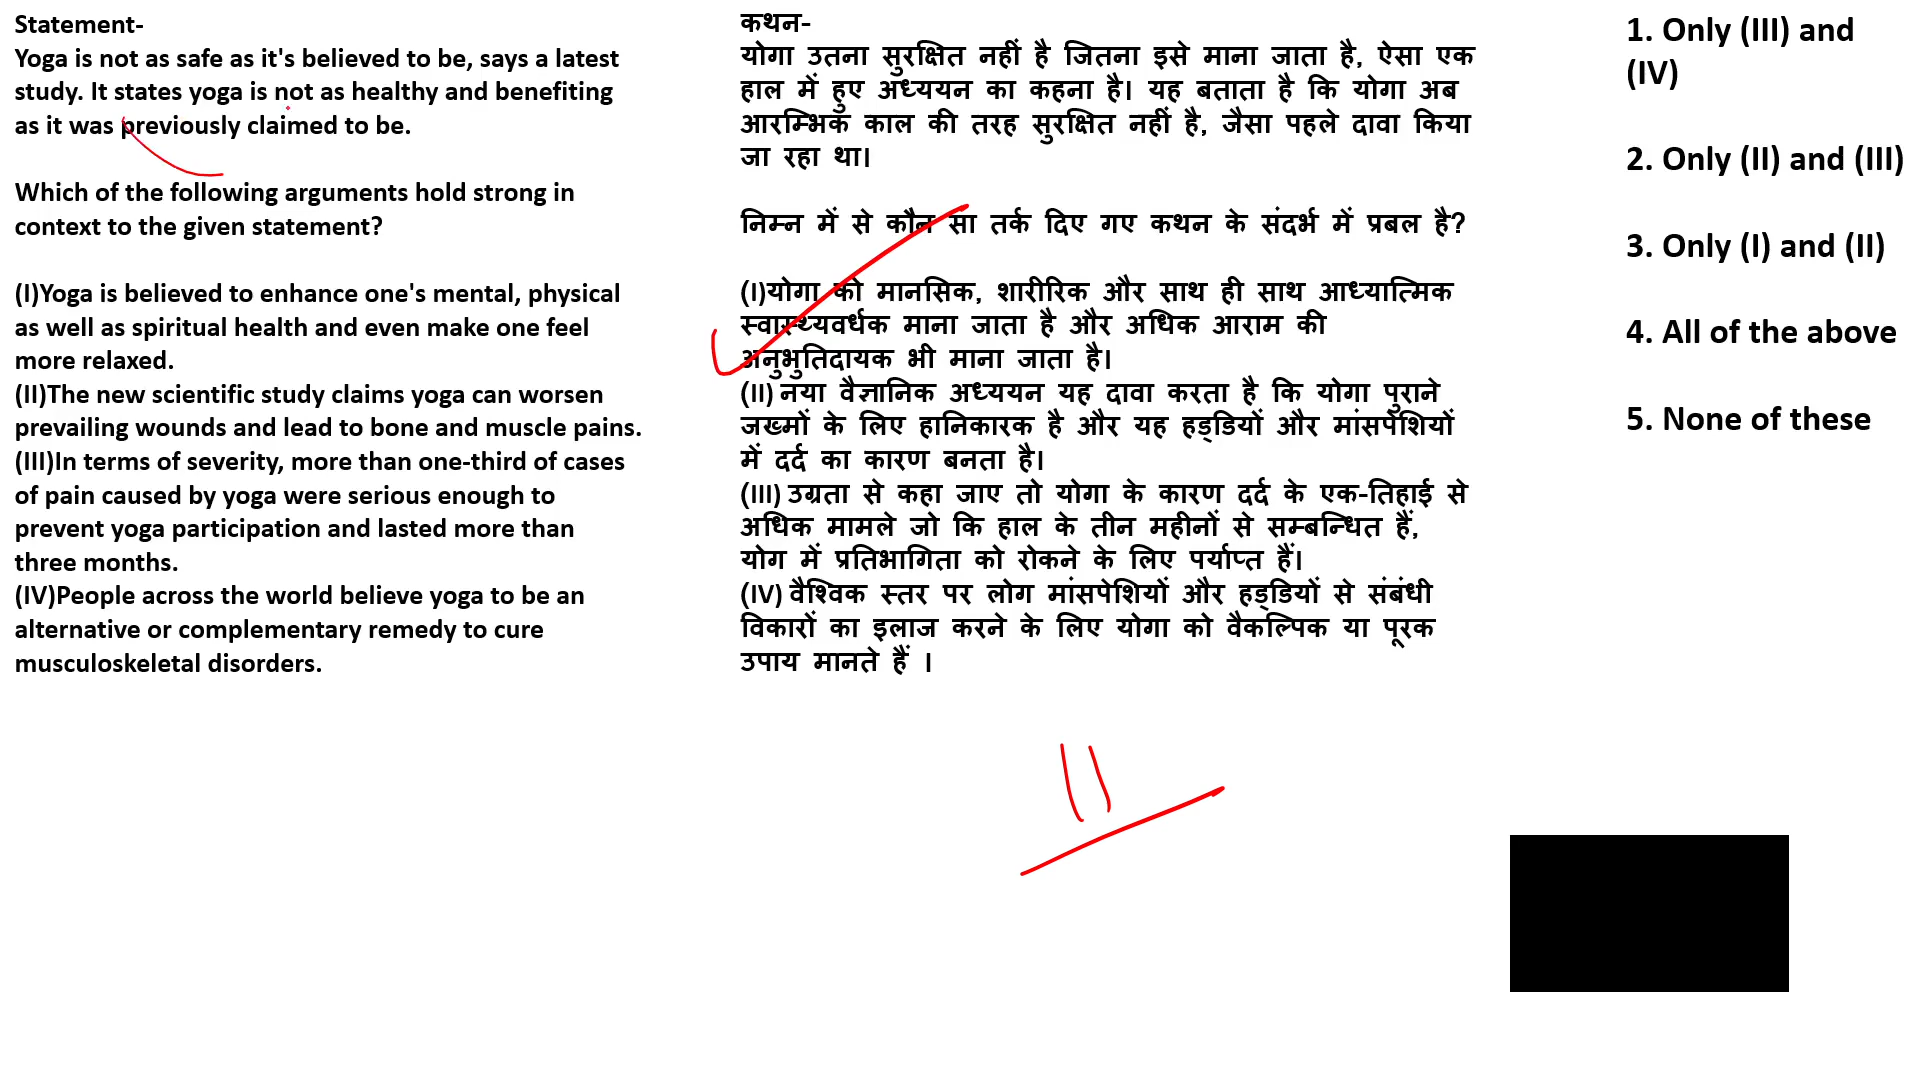 Statement-
Yoga is not as safe as it's believed to be, says a latest
study. It states yoga is not as healthy and benefiting
as it was previously claimed to be.
Which of the following arguments hold strong in
context to the given statement?
(I)Yoga is believed to enhance one's mental, physical
as well as spiritual health and even make one feel
more relaxed.
(II)The new scientific study claims yoga can worsen
prevailing wounds and lead to bone and muscle pains.
(III)In terms of severity, more than one-third of cases
of pain caused by yoga were serious enough to
prevent yoga participation and lasted more than
three months.
(IV)People across the world believe yoga to be an
alternative or complementary remedy to cure
musculoskeletal disorders.
कथन-
योगा उतना सुरक्षित नहीं है जितना इसे माना जाता है, ऐसा एक
हाल में हुए अध्ययन का कहना है। यह बताता है कि योगा अब
आरम्भिक काल की तरह सुरक्षित नहीं है, जैसा पहले दावा किया
जा रहा था।
निम्न में से कौन सा तर्क दिए गए कथन के संदर्भ में प्रबल है?
(I)योगा को मानसिक, शारीरिक और साथ ही साथ आध्यात्मिक
स्वास्थ्यवर्धक माना जाता है और अधिक आराम की
अनुभुतिदायक भी माना जाता है।
(II) नया वैज्ञानिक अध्ययन यह दावा करता है कि योगा पुराने
जख्मों के लिए हानिकारक है और यह हड्डियों और मांसपेशियों
में दर्द का कारण बनता है।
(III) उग्रता से कहा जाए तो योगा के कारण दर्द के एक-तिहाई से
अधिक मामले जो कि हाल के तीन महीनों से सम्बन्धित हैं,
योग में प्रतिभागिता को रोकने के लिए पर्याप्त हैं।
(IV) वैश्विक स्तर पर लोग मांसपेशियों और हड्डियों से संबंधी
विकारों का इलाज करने के लिए योगा को वैकल्पिक या पूरक
उपाय मानते हैं ।
1. Only (III) and
(IV)
2. Only (II) and (III)
3. Only (I) and (II)
4. All of the above
5. None of these